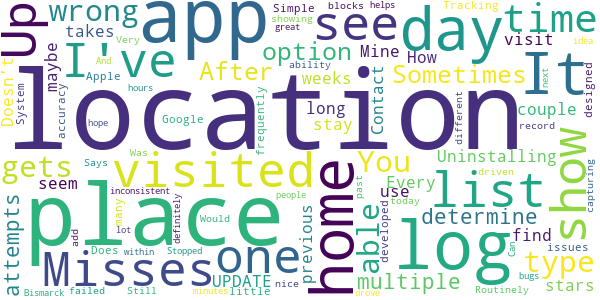 Up
wrong
takes
maybe
Doesn't
System
accuracy
I've
Apple
app
After
Google
weeks
hours
Very
And
Simple
showing
great
ability
blocks
option
frequently
see
Mine
long
stay
Tracking
helps
How
Contact
Sometimes
day
time
visit
idea
next
It
designed
couple
different
record
location
gets
seem
attempts
hope
Was
visited
You
Uninstalling
Every
use
driven
many
inconsistent
Says
Would
people
place
home
able
list
determine
find
past
developed
today
show
capturing
issues
type
stars
add
lot
definitely
Does
within
Misses
one
previous
multiple
log
Can
bugs
Bismarck
failed
Still
Stopped
UPDATE
little
minutes
nice
drove
Routinely